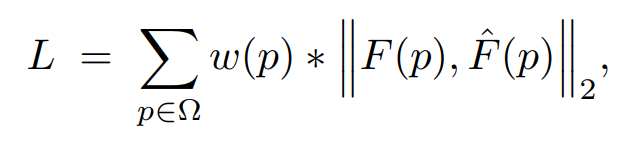 L = ∑_{p∈Ω} w(p) * ‖F(p), F̂(p)‖₂,